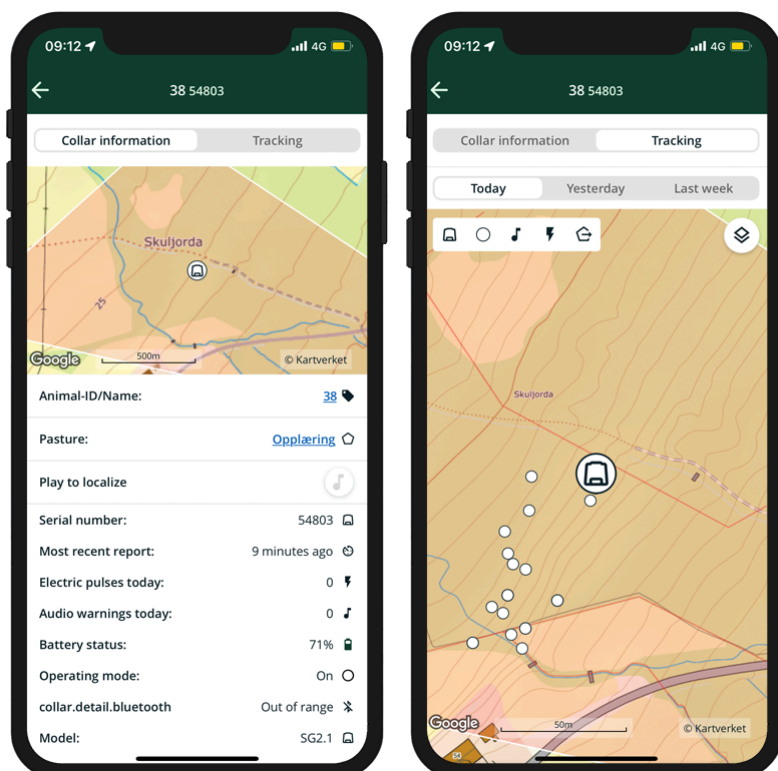 09:12
4G
38 54803
Collar information
Tracking
Skuljorda
25
Google
500m
© Kartverket
Animal-ID/Name:
38
Pasture:
Opplæring
Play to localize
Serial number:
54803
Most recent report:
9 minutes ago
Electric pulses today:
0
Audio warnings today:
0
Battery status:
71%
Operating mode:
On
collar.detail.bluetooth
Out of range
Model:
SG2.1
09:12
4G
38 54803
Collar information
Tracking
Today
Yesterday
Last week
Skuljorda
Google
50m
© Kartverket
54